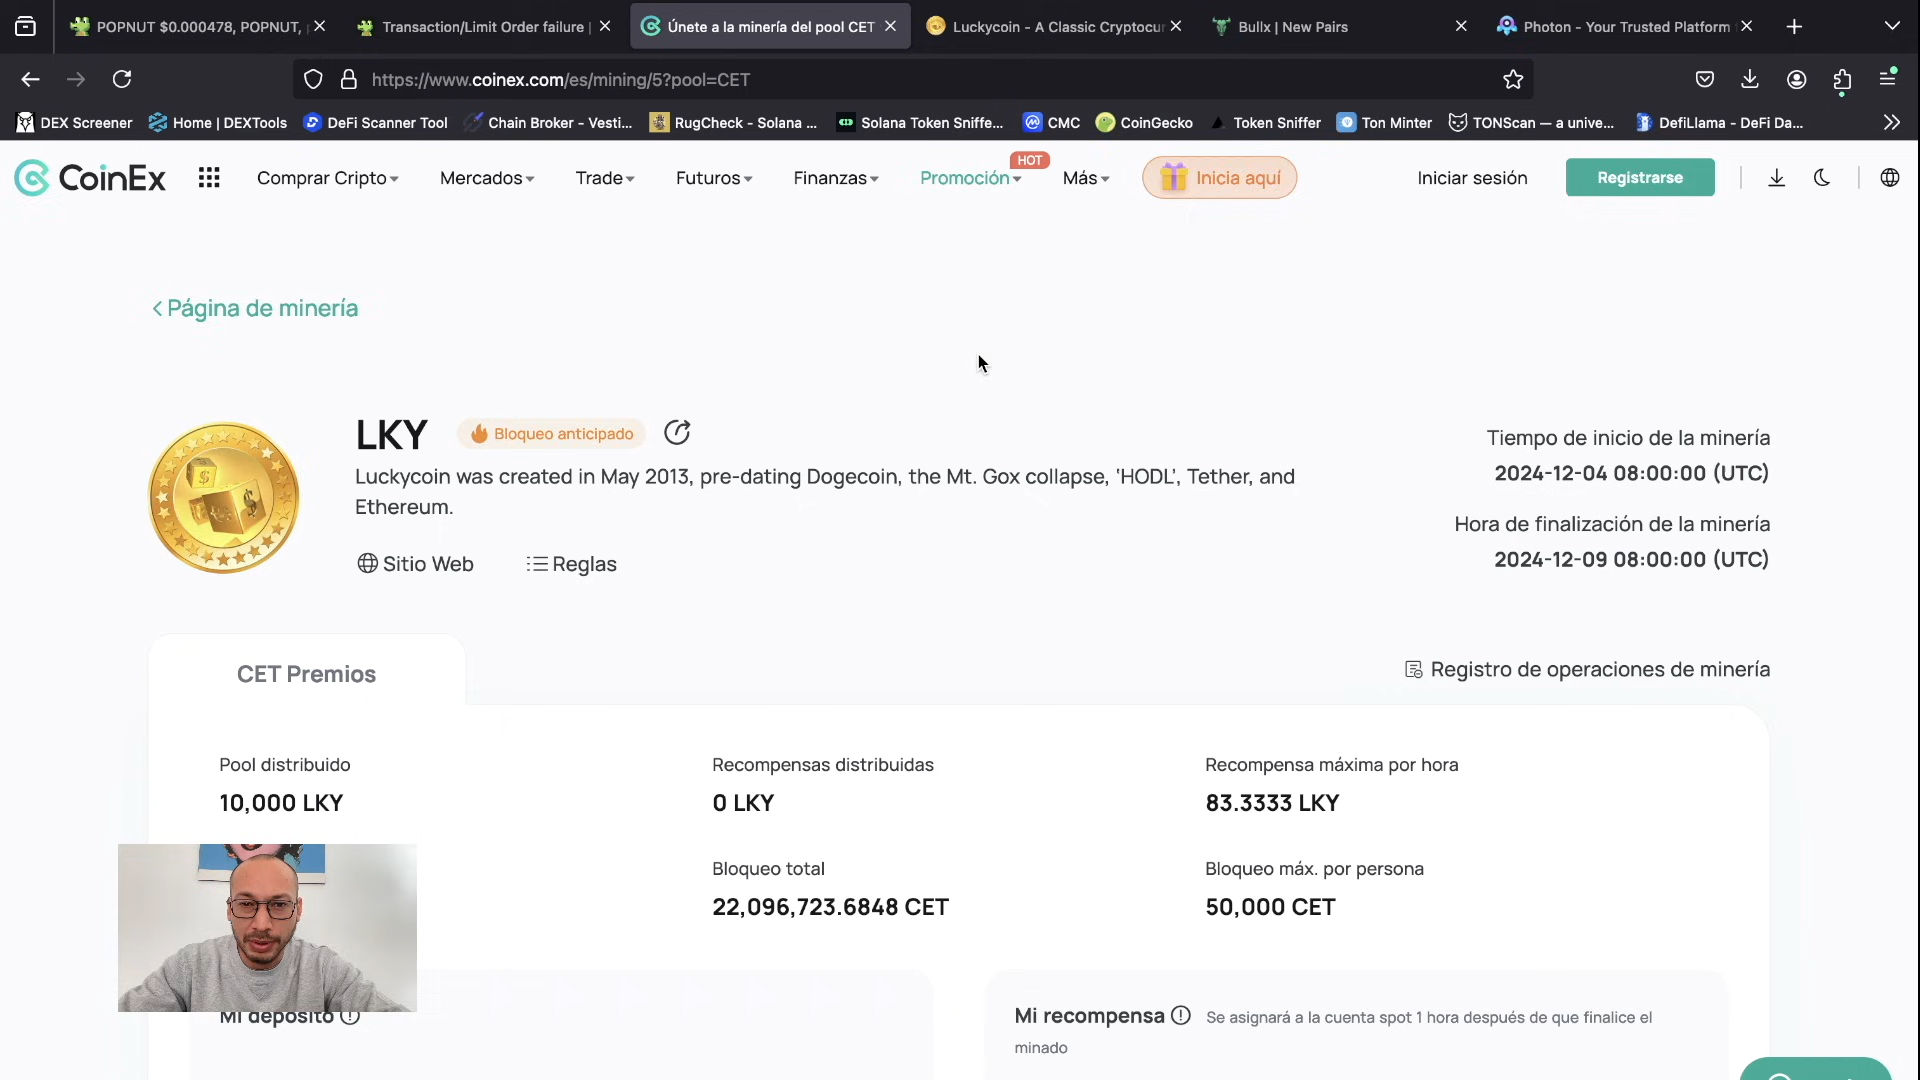 POPNUT $0.000478, POPNUT,
Transaction/Limit Order failure |
Únete a la minería del pool CET
Luckycoin - A Classic Cryptocur
Bullx | New Pairs
Photon - Your Trusted Platform
https://www.coinex.com/es/mining/5?pool=CET
DEX Screener
Home | DEXTools
DeFi Scanner Tool
Chain Broker - Vesti...
RugCheck - Solana ...
Solana Token Sniffe...
CMC
CoinGecko
Token Sniffer
Ton Minter
TONScan — a unive...
DefiLlama - DeFi Da...
CoinEx
Comprar Cripto
Mercados
Trade
Futuros
Finanzas
Promoción
HOT
Más
Inicia aquí
Iniciar sesión
Registrarse
Página de minería
LKY
Bloqueo anticipado
Luckycoin was created in May 2013, pre-dating Dogecoin, the Mt. Gox collapse, ‘HODL’, Tether, and
Ethereum.
Sitio Web
Reglas
Tiempo de inicio de la minería
2024-12-04 08:00:00 (UTC)
Hora de finalización de la minería
2024-12-09 08:00:00 (UTC)
CET Premios
Registro de operaciones de minería
Pool distribuido
10,000 LKY
Recompensas distribuidas
0 LKY
Recompensa máxima por hora
83.3333 LKY
Bloqueo total
22,096,723.6848 CET
Bloqueo máx. por persona
50,000 CET
Mi depósito
Mi recompensa
Se asignará a la cuenta spot 1 hora después de que finalice el
minado